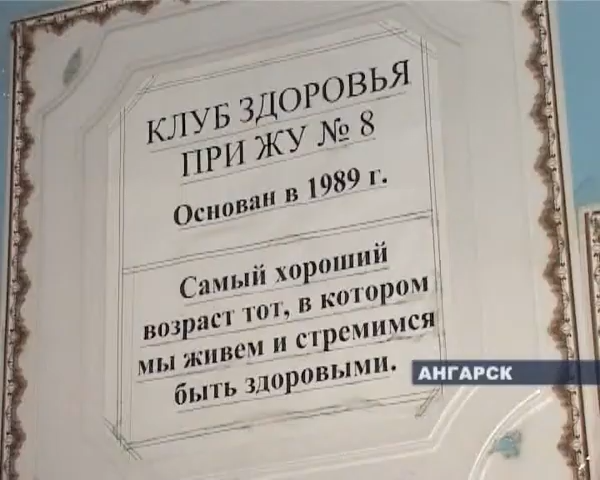 КЛУБ ЗДОРОВЬЯ
ПРИ ЖУ № 8
Основан в 1989 г.
Самый хороший
возраст тот, в котором
мы живем и стремимся
быть здоровыми.
АНГАРСК